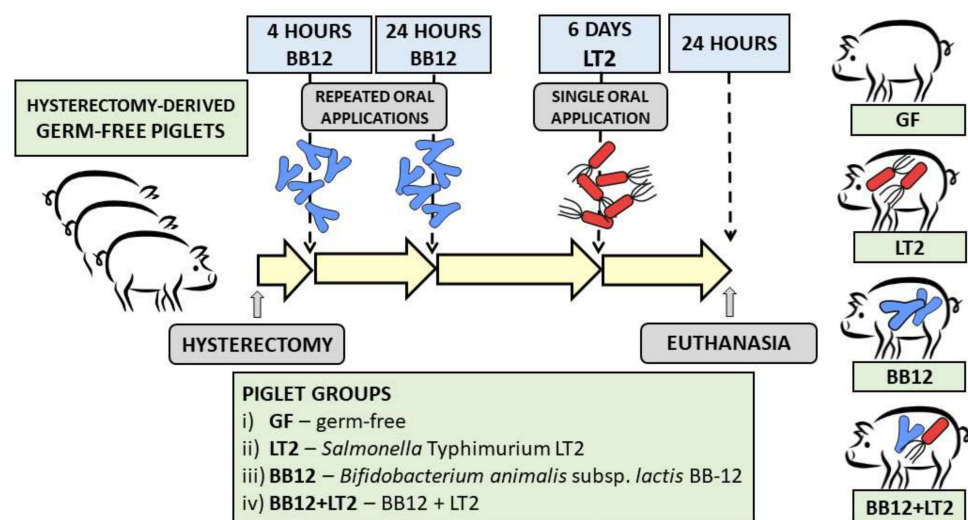 4 HOURS
BB12
24 HOURS
BB12
6 DAYS
LT2
24 HOURS
HYSTERECTOMY-DERIVED
GERM-FREE PIGLETS
REPEATED ORAL
APPLICATIONS
SINGLE ORAL
APPLICATION
HYSTERECTOMY
EUTHANASIA
PIGLET GROUPS
i) GF – germ-free
ii) LT2 – Salmonella Typhimurium LT2
iii) BB12 – Bifidobacterium animalis subsp. lactis BB-12
iv) BB12+LT2 – BB12 + LT2
GF
LT2
BB12
BB12+LT2